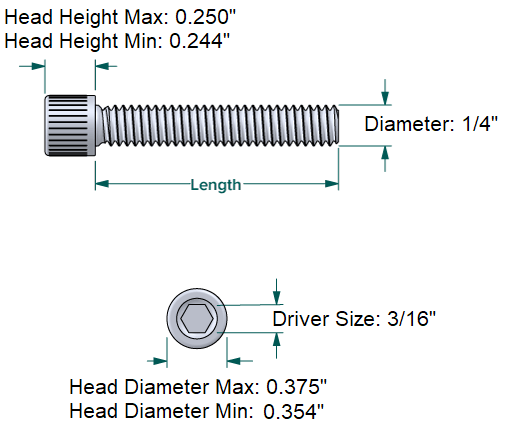 Head Height Max: 0.250"
Head Height Min: 0.244"
Diameter: 1/4"
Length
Driver Size: 3/16"
Head Diameter Max: 0.375"
Head Diameter Min: 0.354"